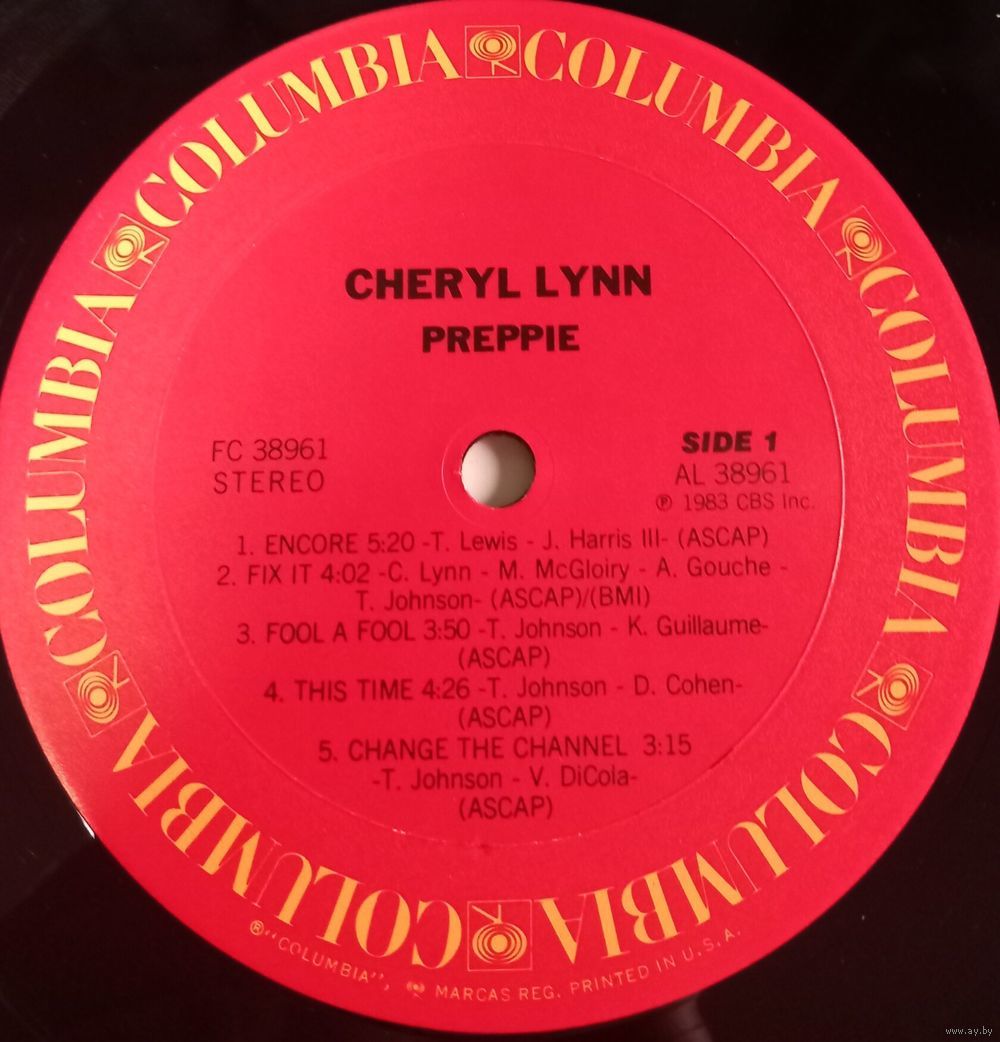 COLUMBIA COLUMBIA COLUMBIA COLUMBIA COLUMBIA COLUMBIA
CHERYL LYNN
PREPPIE
FC 38961
STEREO
SIDE 1
AL 38961
℗ 1983 CBS Inc.
1. ENCORE 5:20 -T. Lewis - J. Harris III- (ASCAP)
2. FIX IT 4:02 -C. Lynn - M. McGloiry - A. Gouche -
T. Johnson- (ASCAP)/(BMI)
3. FOOL A FOOL 3:50 -T. Johnson - K. Guillaume-
(ASCAP)
4. THIS TIME 4:26 -T. Johnson - D. Cohen-
(ASCAP)
5. CHANGE THE CHANNEL 3:15
-T. Johnson - V. DiCola-
(ASCAP)
®"COLUMBIA", MARCAS REG. PRINTED IN U.S.A.
www.ay.by